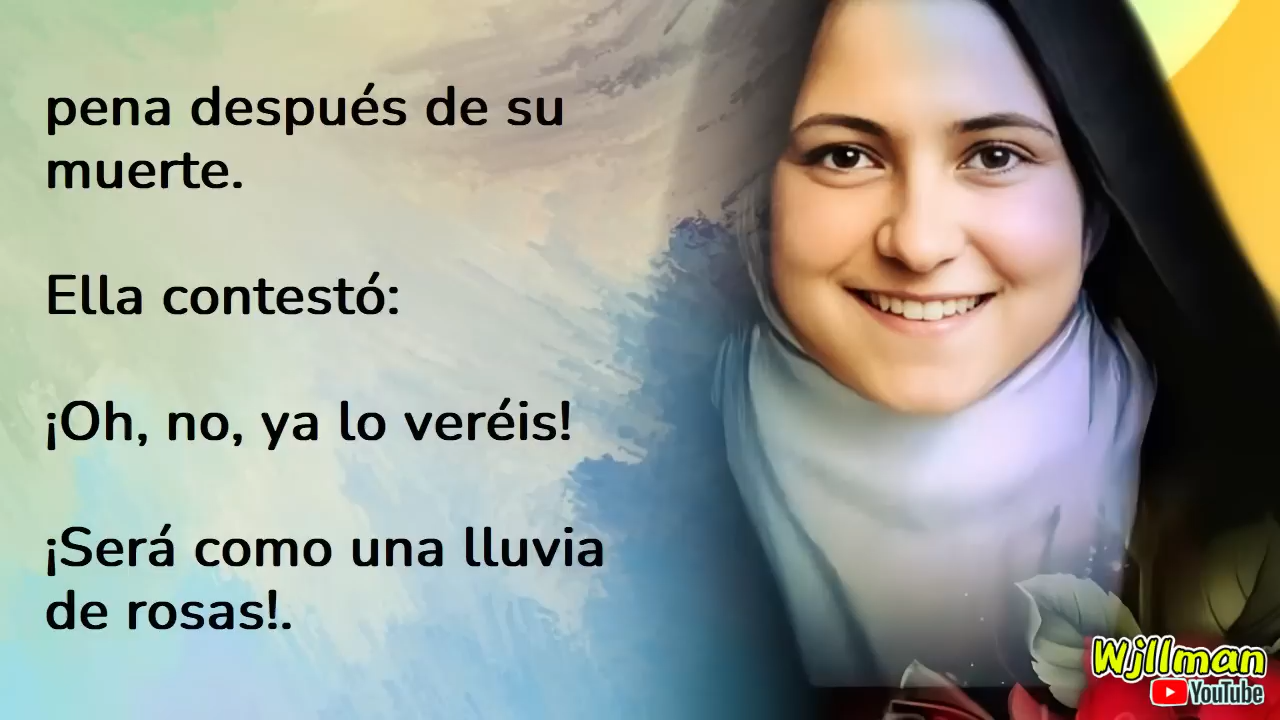 pena después de su
muerte.
Ella contestó:
¡Oh, no, ya lo veréis!
¡Será como una lluvia
de rosas!.
Wjllman
YouTube